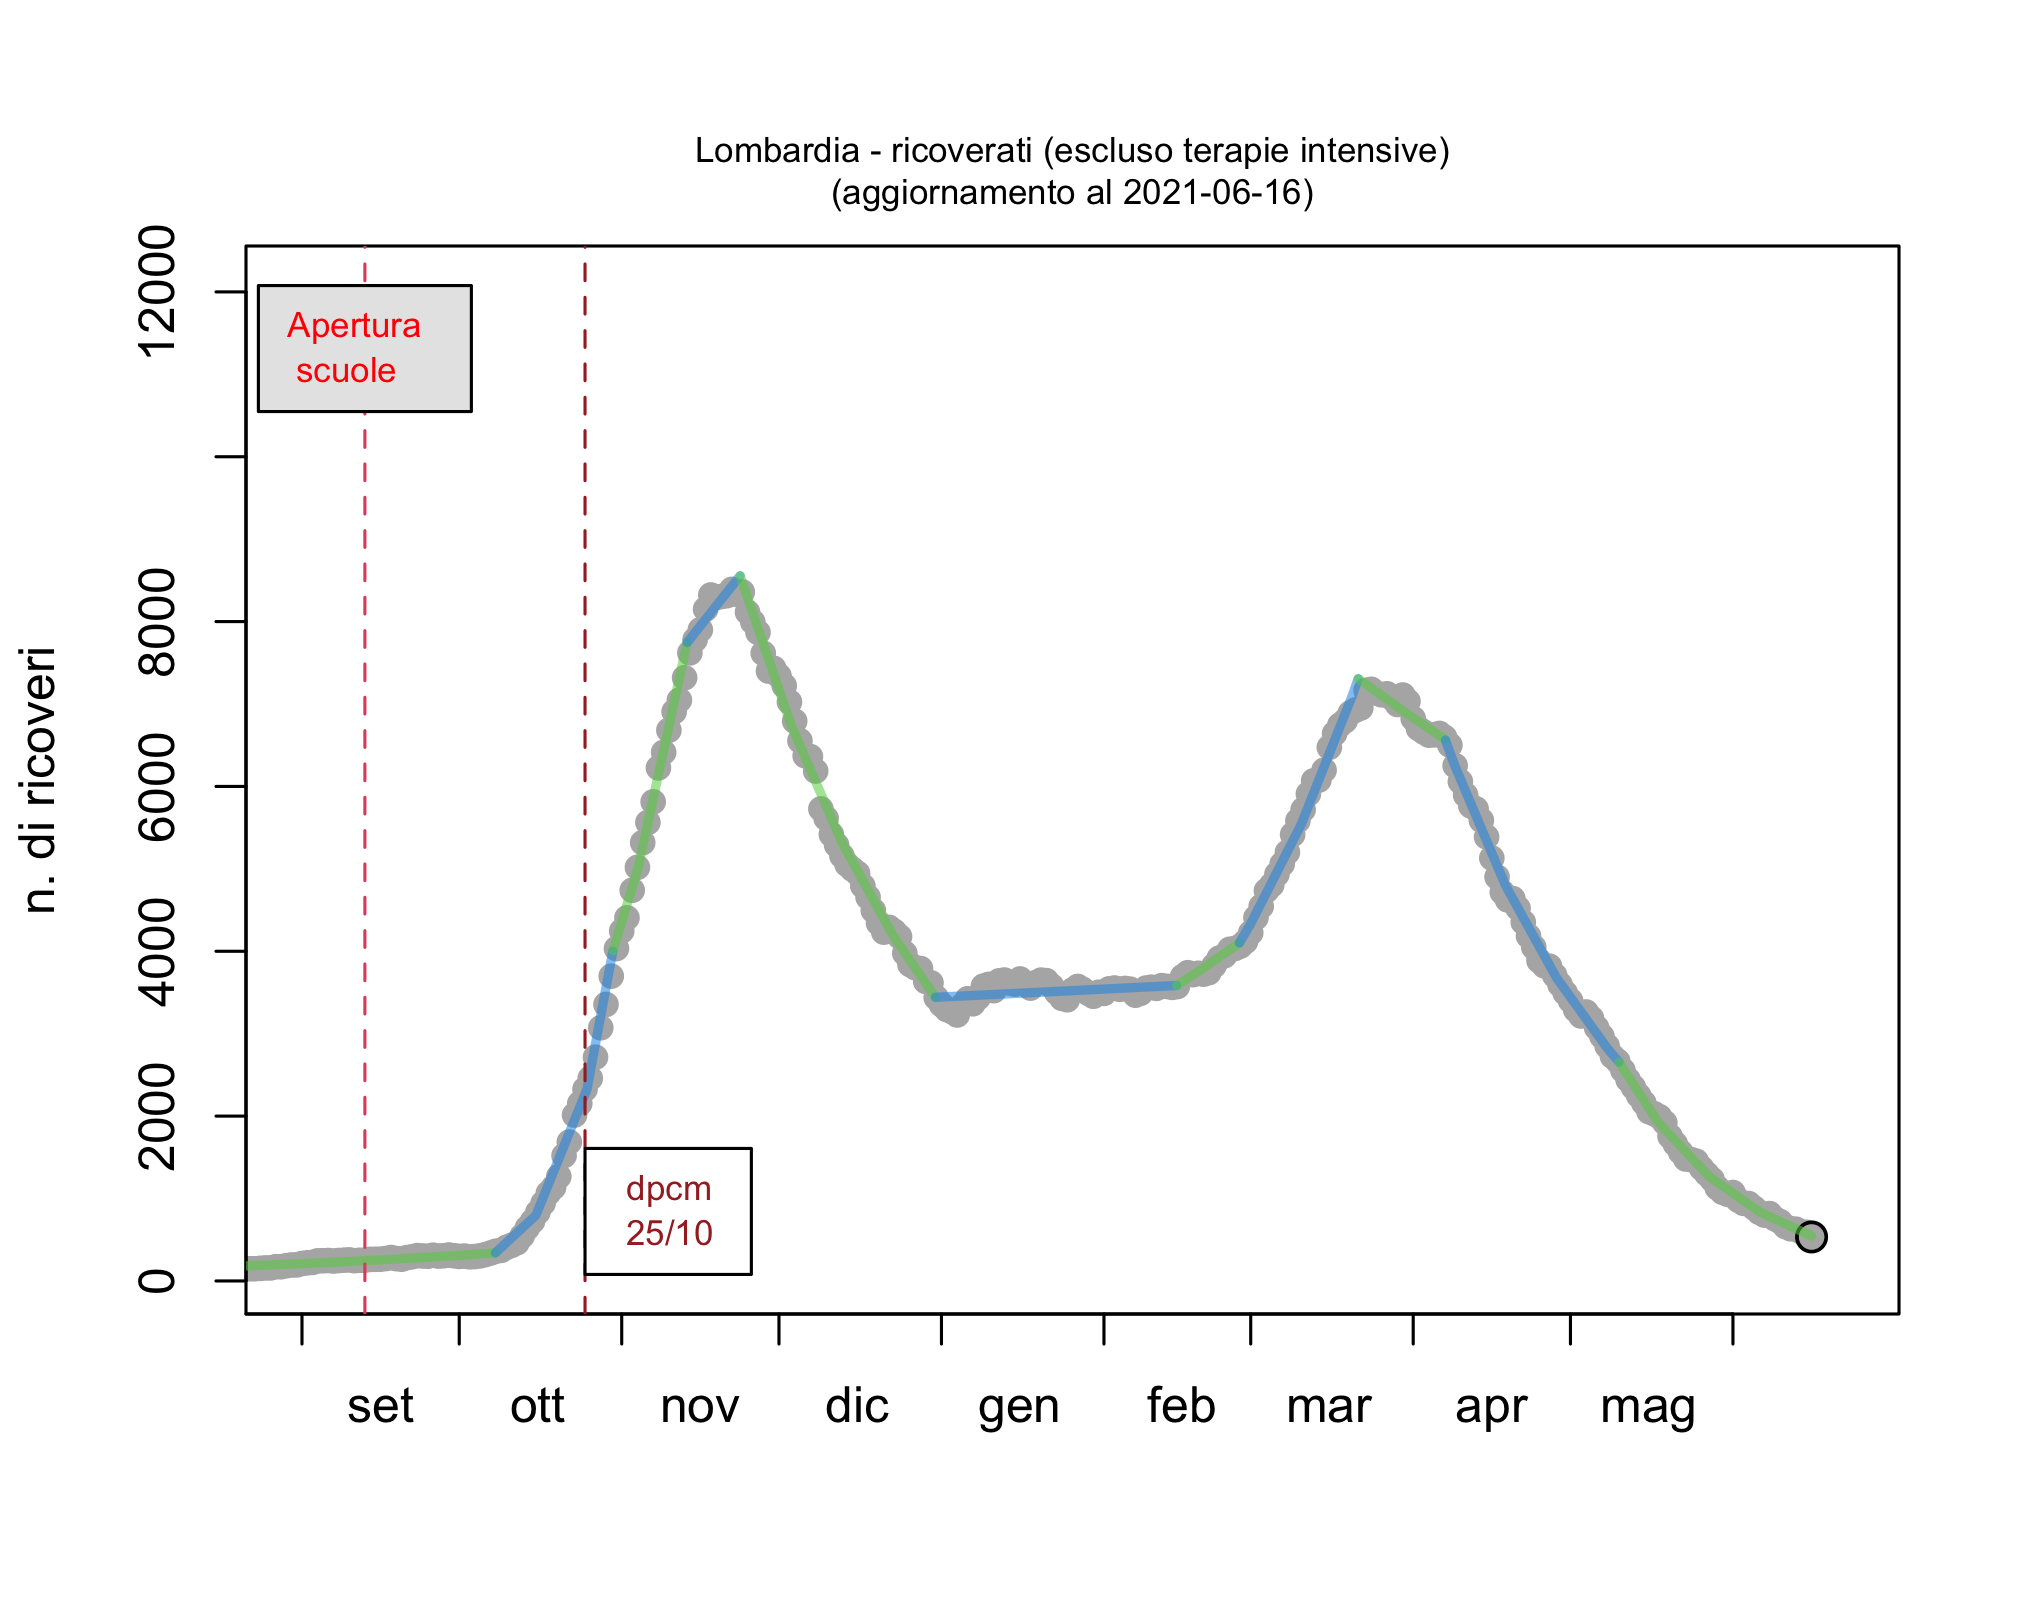 Lombardia - ricoverati (escluso terapie intensive)
(aggiornamento al 2021-06-16)
n. di ricoveri
12000
8000
6000
4000
2000
0
Apertura
scuole
dpcm
25/10
set ott nov dic gen feb mar apr mag